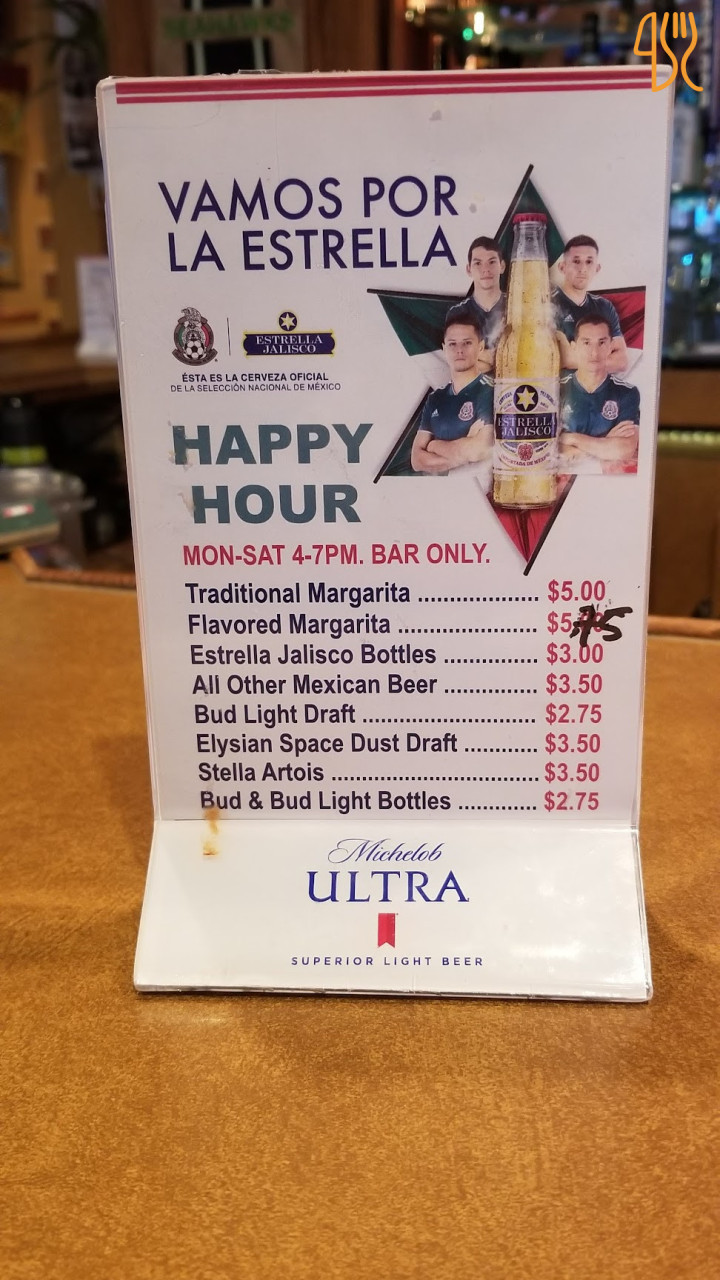 SEAHAWKS
VAMOS POR
LA ESTRELLA
ESTRELLA
JALISCO
ÉSTA ES LA CERVEZA OFICIAL
DE LA SELECCIÓN NACIONAL DE MÉXICO
ESTRELLA
JALISCO
HAPPY
HOUR
MON-SAT 4-7PM. BAR ONLY.
Traditional Margarita .................... $5.00
Flavored Margarita ....................... $5.75
Estrella Jalisco Bottles ............... $3.00
All Other Mexican Beer ............... $3.50
Bud Light Draft ............................ $2.75
Elysian Space Dust Draft ............ $3.50
Stella Artois .................................. $3.50
Bud & Bud Light Bottles ............. $2.75
Michelob
ULTRA
SUPERIOR LIGHT BEER